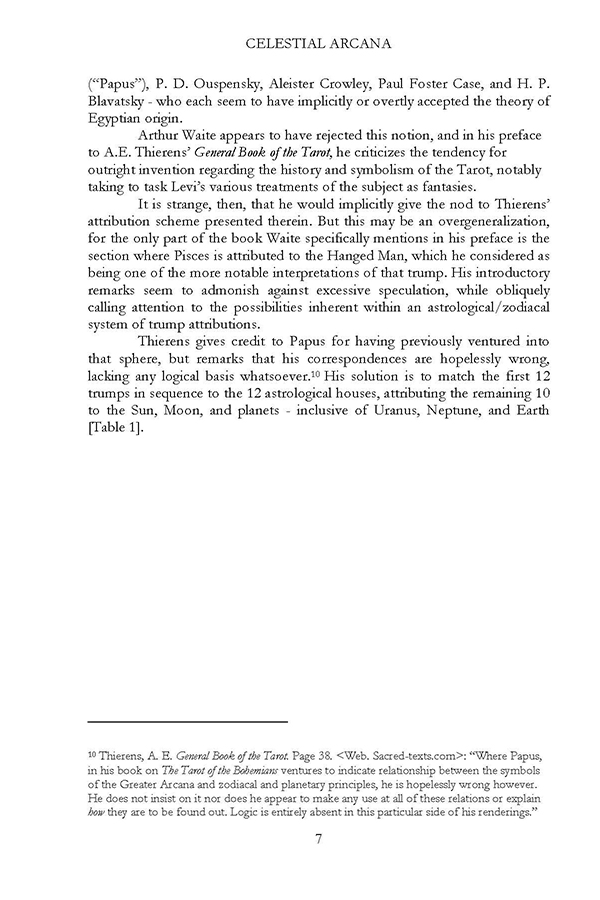 CELESTIAL ARCANA
(“Papus”), P. D. Ouspensky, Aleister Crowley, Paul Foster Case, and H. P.
Blavatsky - who each seem to have implicitly or overtly accepted the theory of
Egyptian origin.
Arthur Waite appears to have rejected this notion, and in his preface
to A.E. Thierens’ General Book of the Tarot, he criticizes the tendency for
outright invention regarding the history and symbolism of the Tarot, notably
taking to task Levi’s various treatments of the subject as fantasies.
It is strange, then, that he would implicitly give the nod to Thierens’
attribution scheme presented therein. But this may be an overgeneralization,
for the only part of the book Waite specifically mentions in his preface is the
section where Pisces is attributed to the Hanged Man, which he considered as
being one of the more notable interpretations of that trump. His introductory
remarks seem to admonish against excessive speculation, while obliquely
calling attention to the possibilities inherent within an astrological/zodiacal
system of trump attributions.
Thierens gives credit to Papus for having previously ventured into
that sphere, but remarks that his correspondences are hopelessly wrong,
lacking any logical basis whatsoever.10 His solution is to match the first 12
trumps in sequence to the 12 astrological houses, attributing the remaining 10
to the Sun, Moon, and planets - inclusive of Uranus, Neptune, and Earth
[Table 1].
10 Thierens, A. E. General Book of the Tarot. Page 38. <Web. Sacred-texts.com>: “Where Papus,
in his book on The Tarot of the Bohemians ventures to indicate relationship between the symbols
of the Greater Arcana and zodiacal and planetary principles, he is hopelessly wrong however.
He does not insist on it nor does he appear to make any use at all of these relations or explain
how they are to be found out. Logic is entirely absent in this particular side of his renderings.”
7